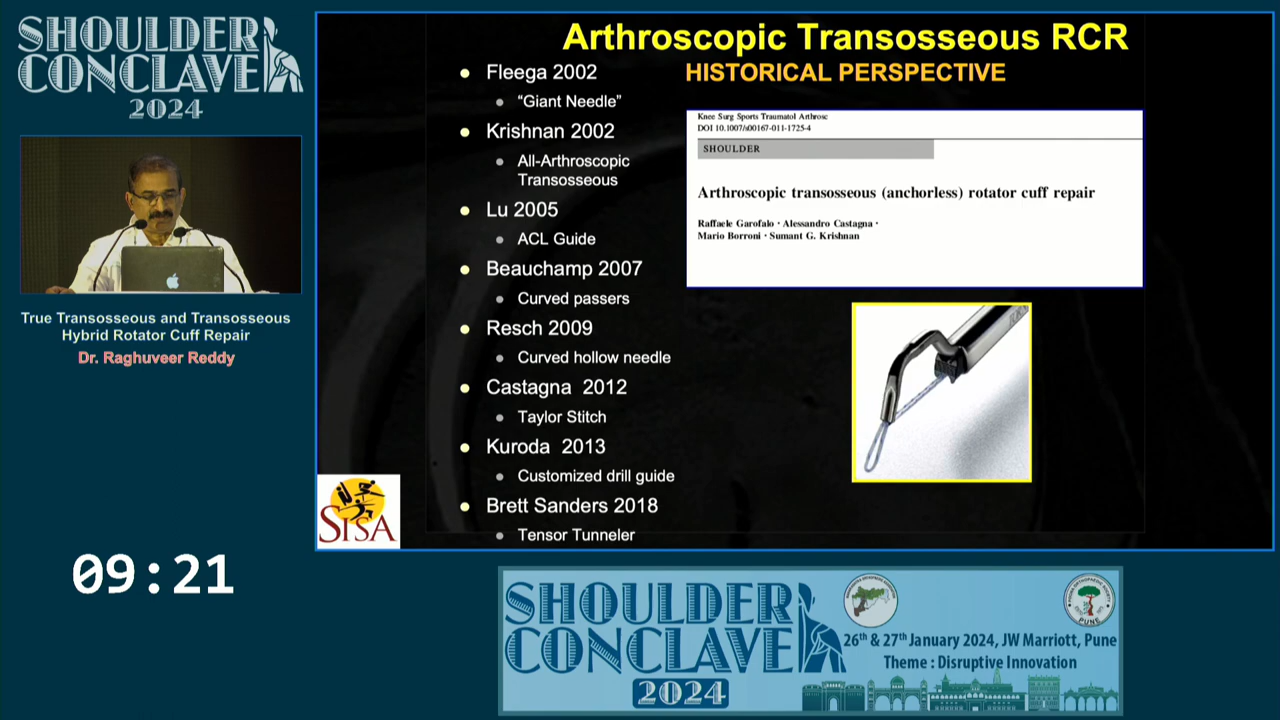 SHOULDER
CONCLAVE
2024
True Transosseous and Transosseous
Hybrid Rotator Cuff Repair
Dr. Raghuveer Reddy
09:21
Arthroscopic Transosseous RCR
HISTORICAL PERSPECTIVE
• Fleega 2002
• “Giant Needle”
• Krishnan 2002
• All-Arthroscopic
Transosseous
• Lu 2005
• ACL Guide
• Beauchamp 2007
• Curved passers
• Resch 2009
• Curved hollow needle
• Castagna 2012
• Taylor Stitch
• Kuroda 2013
• Customized drill guide
• Brett Sanders 2018
• Tensor Tunneler
Knee Surg Sports Traumatol Arthrosc
DOI 10.1007/s00167-011-1725-4
SHOULDER
Arthroscopic transosseous (anchorless) rotator cuff repair
Raffaele Garofalo · Alessandro Castagna ·
Mario Borroni · Sumant G. Krishnan
SISA
SHOULDER
CONCLAVE
2024
PUNE
26th & 27th January 2024, JW Marriott, Pune
Theme : Disruptive Innovation